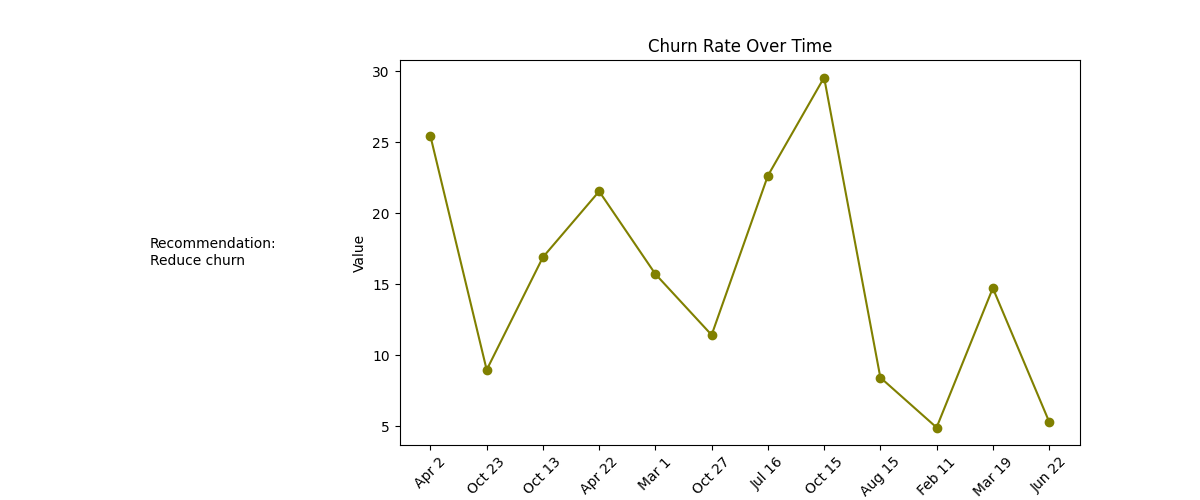 Churn Rate Over Time
Recommendation:
Reduce churn
Value
30
25
20
15
10
5
Apr 2
Oct 23
Oct 13
Apr 22
Mar 1
Oct 27
Jul 16
Oct 15
Aug 15
Feb 11
Mar 19
Jun 22